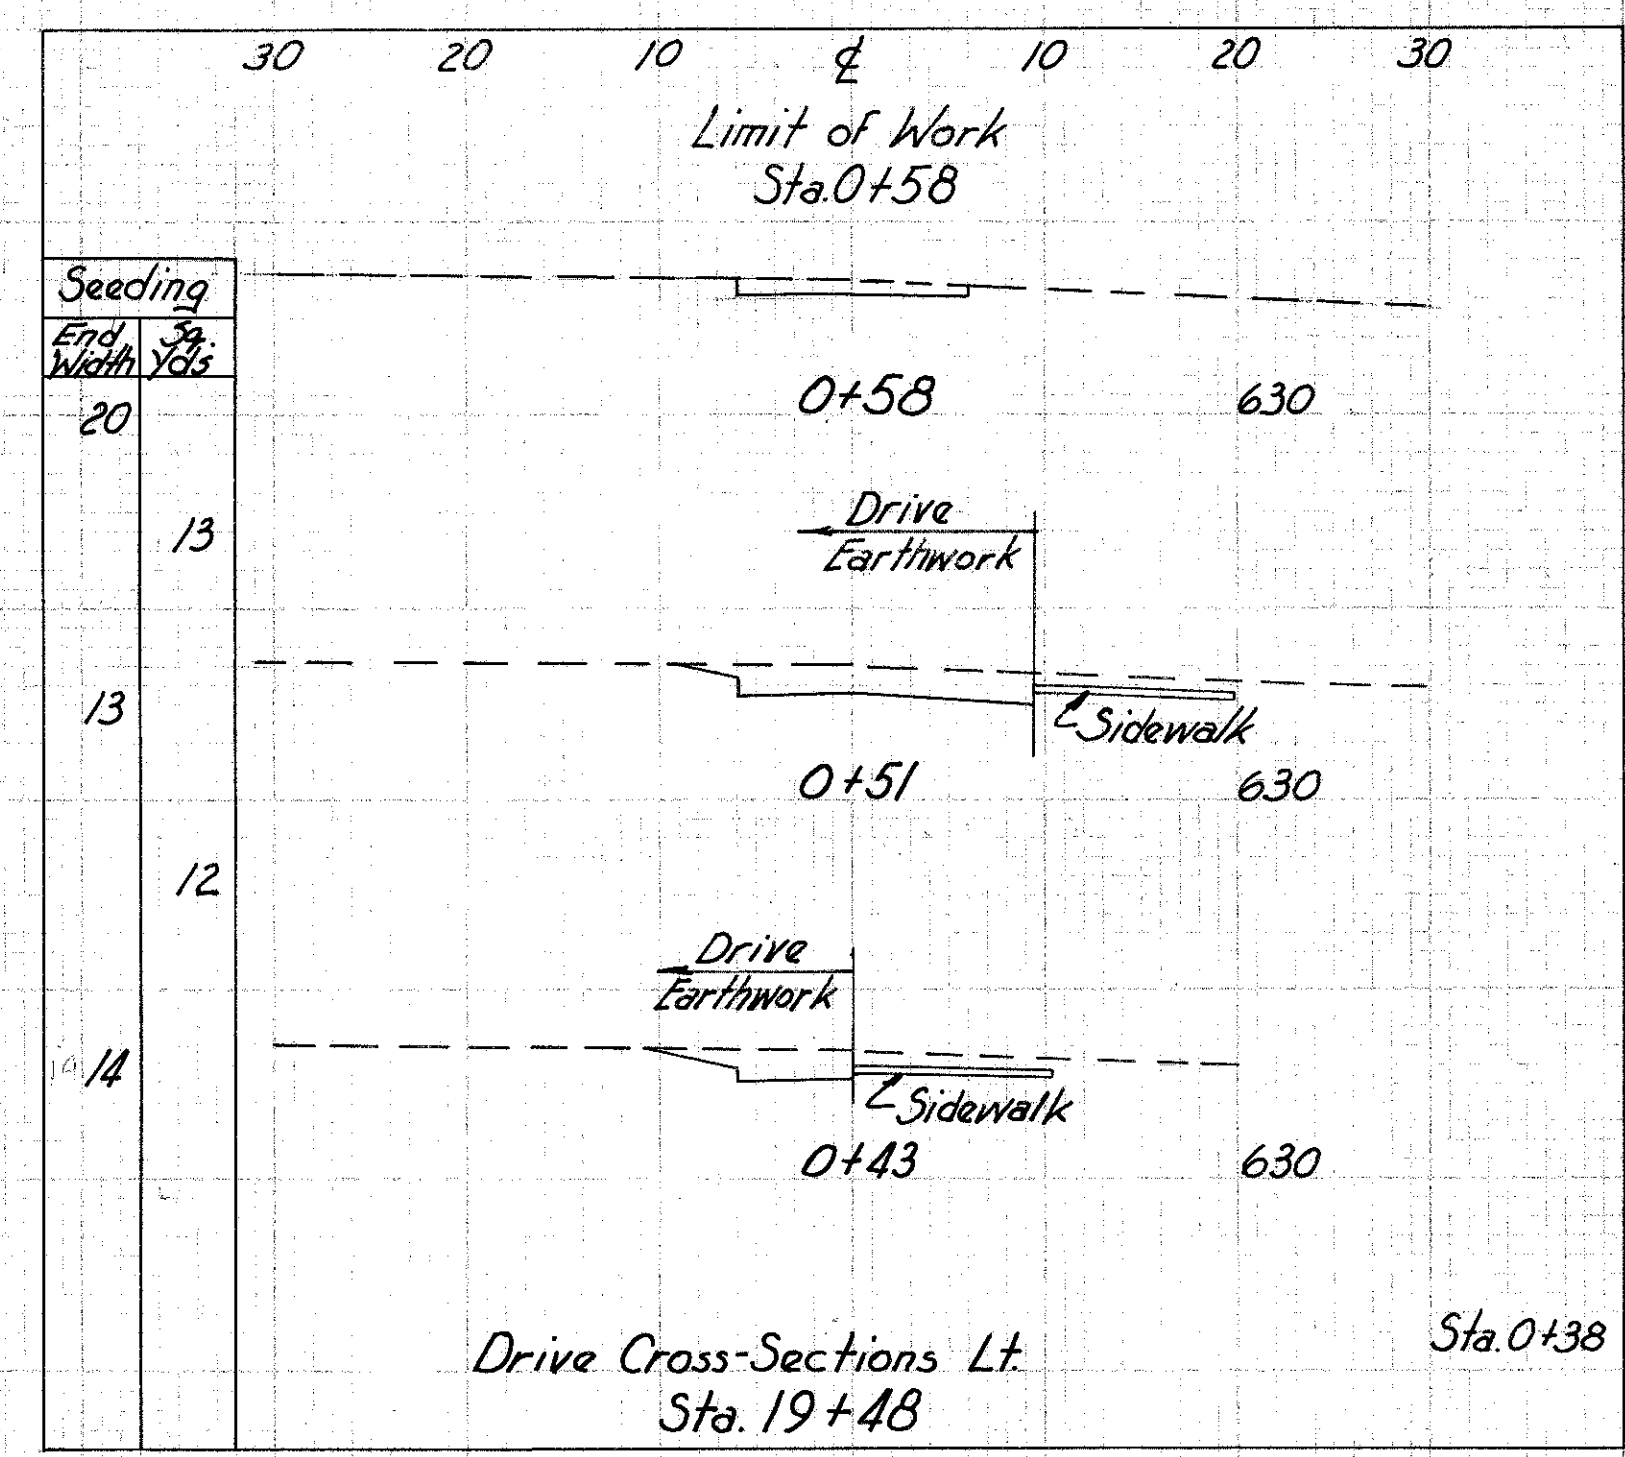 30 20 10 ℄ 10 20 30
Limit of Work
Sta. 0+58
Seeding
End Width
Sq. Yds
20
0+58 630
13
Drive
Earthwork
13
Sidewalk
0+51 630
12
Drive
Earthwork
14
Sidewalk
0+43 630
Sta. 0+38
Drive Cross-Sections Lt.
Sta. 19+48